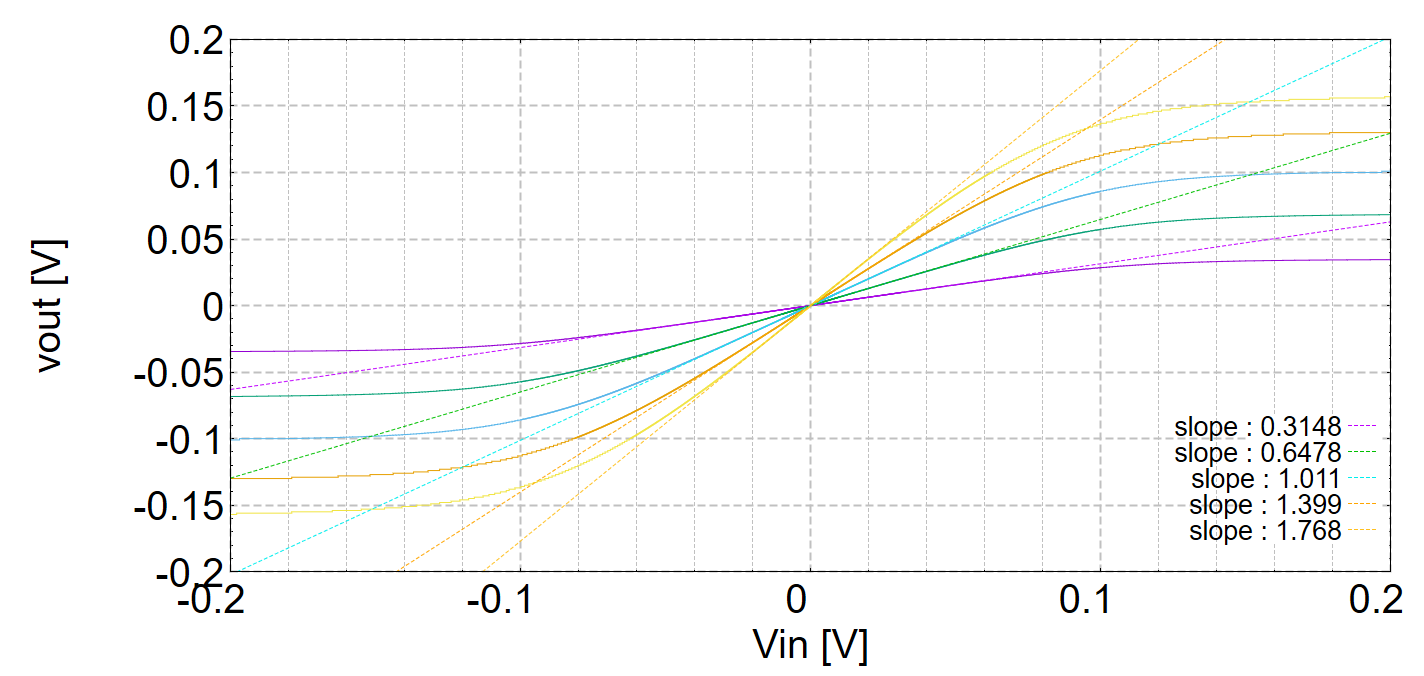 0.2
0.15
0.1
0.05
0
-0.05
-0.1
-0.15
-0.2
vout [V]
slope : 0.3148
slope : 0.6478
slope : 1.011
slope : 1.399
slope : 1.768
-0.2 -0.1 0 0.1 0.2
Vin [V]